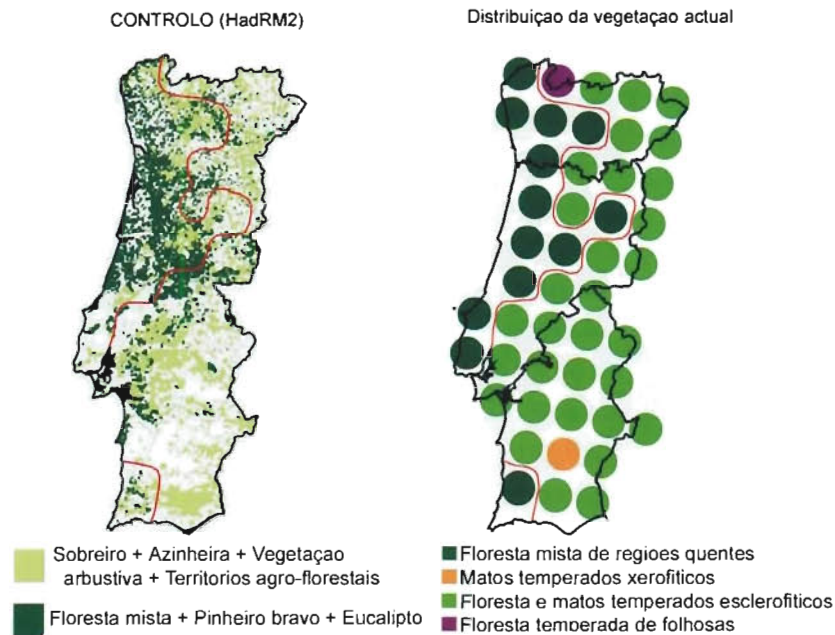 CONTROLO (HadRM2)
Distribuiçao da vegetaçao actual
Sobreiro + Azinheira + Vegetaçao
arbustiva + Territorios agro-florestais
Floresta mista + Pinheiro bravo + Eucalipto
Floresta mista de regioes quentes
Matos temperados xerofiticos
Floresta e matos temperados esclerofiticos
Floresta temperada de folhosas